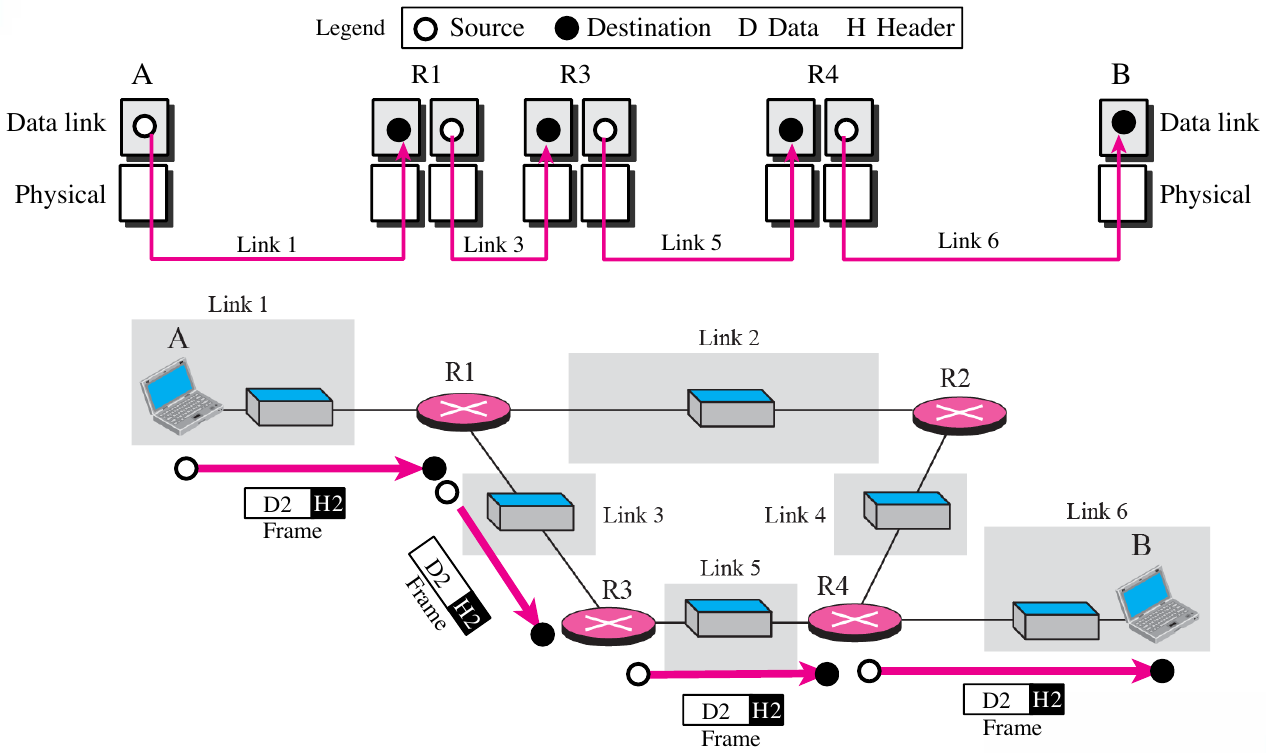 Legend Source Destination D Data H Header
A R1 R3 R4 B
Data link Data link
Physical Physical
Link 1 Link 3 Link 5 Link 6
Link 1
A
Link 2
R1
R2
D2 H2
Frame
Link 3
Link 4
Link 6
B
D2 H2
Frame
R3
Link 5
R4
D2 H2
Frame
D2 H2
Frame